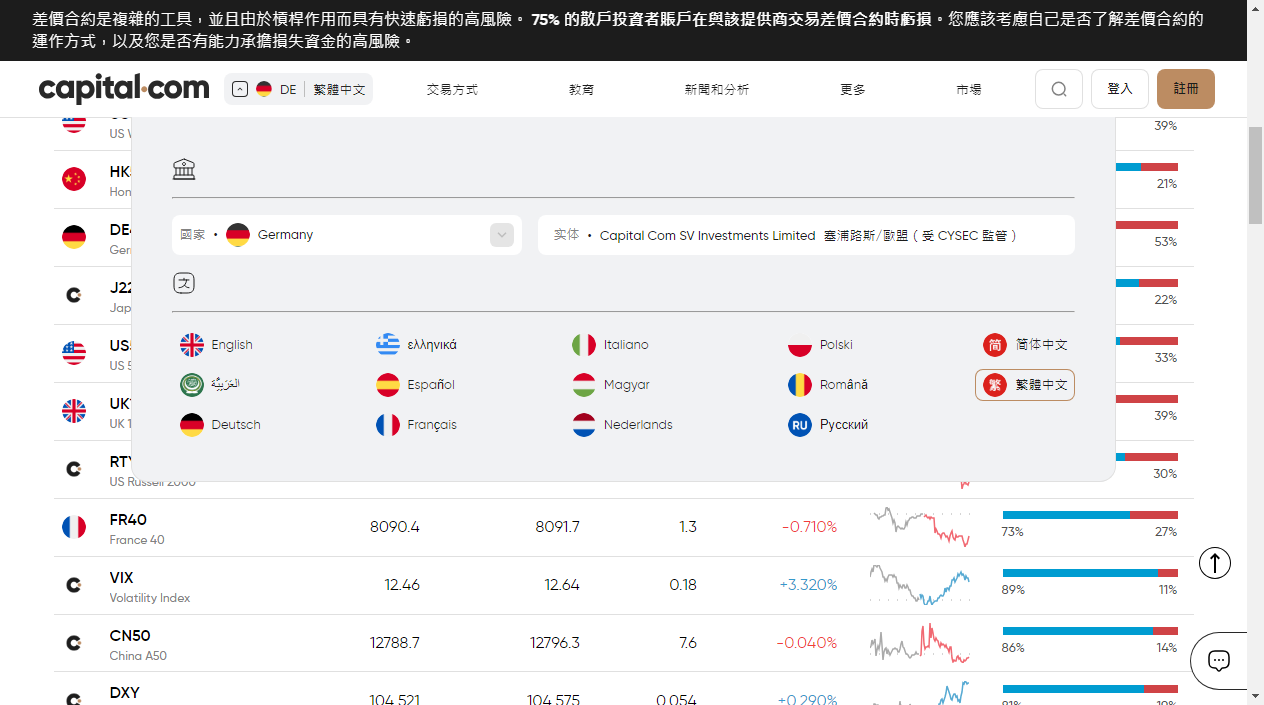 差價合約是複雜的工具，並且由於槓桿作用而具有快速虧損的高風險。 75% 的散戶投資者賬戶在與該提供商交易差價合約時虧損。您應該考慮自己是否了解差價合約的
運作方式，以及您是否有能力承擔損失資金的高風險。
capital.com DE 繁體中文 交易方式 教育 新聞和分析 更多 市場 登入 註冊
US 39%
HK
Hon 21%
國家 • Germany 实体 • Capital Com SV Investments Limited 塞浦路斯/歐盟 ( 受 CYSEC 監管 )
DE
Ger 53%
文
J22
Jap 22%
English ελληνικά Italiano Polski 简 简体中文
US
US 5 33%
العَرَبِيَّة Español Magyar Română 繁 繁體中文
UK
UK 1 39%
Deutsch Français Nederlands RU Русский
RTY
US Russell 2000 30%
FR40 8090.4 8091.7 1.3 -0.710%
France 40 73% 27%
VIX 12.46 12.64 0.18 +3.320%
Volatility Index 89% 11%
CN50 12788.7 12796.3 7.6 -0.040%
China A50 86% 14%
DXY 104.521 104.575 0.054 +0.290%